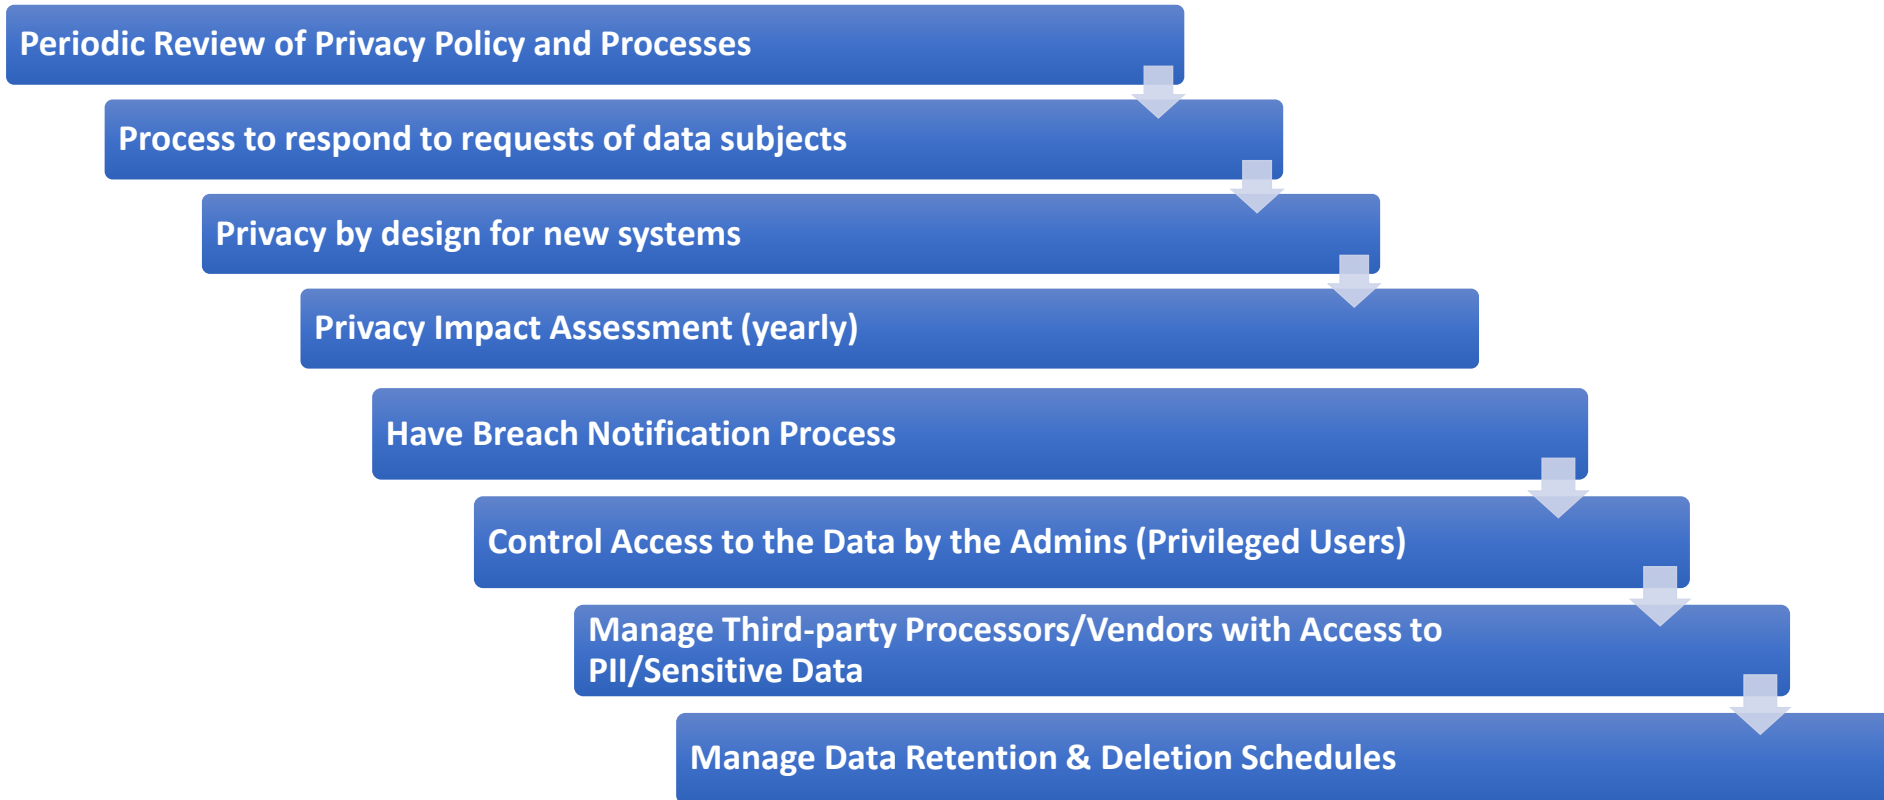 Periodic Review of Privacy Policy and Processes
Process to respond to requests of data subjects
Privacy by design for new systems
Privacy Impact Assessment (yearly)
Have Breach Notification Process
Control Access to the Data by the Admins (Privileged Users)
Manage Third-party Processors/Vendors with Access to
PII/Sensitive Data
Manage Data Retention & Deletion Schedules